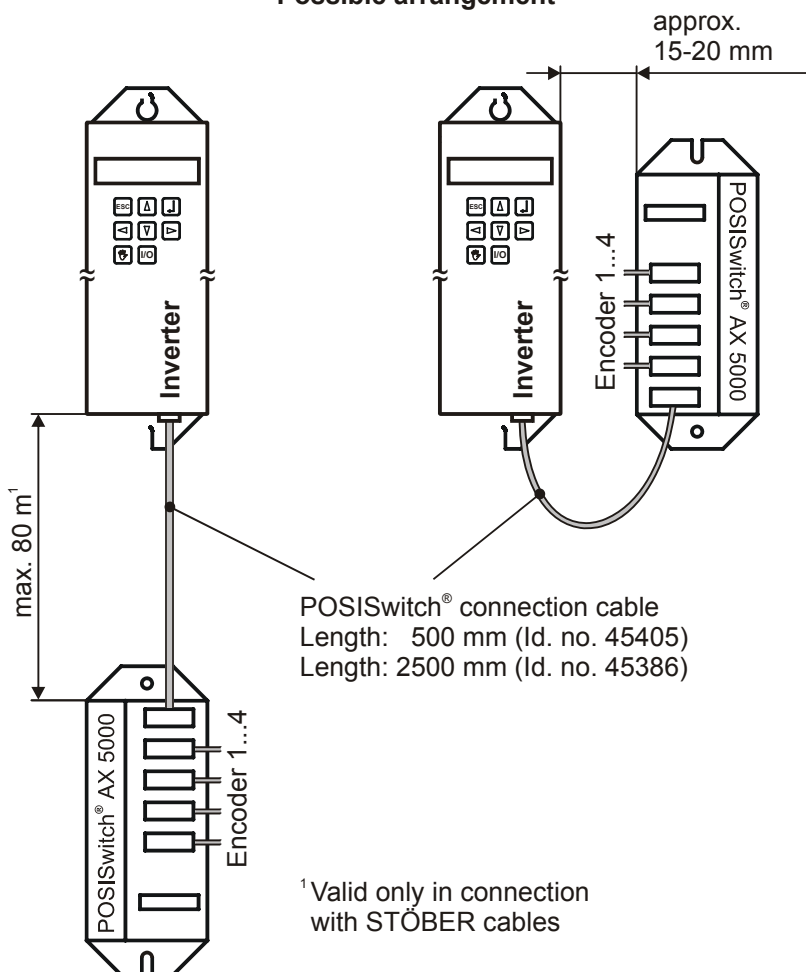 Possible arrangement
approx.
15-20 mm
ESC
I/O
Inverter
ESC
I/O
Inverter
Encoder 1...4
POSISwitch® AX 5000
max. 80 m¹
POSISwitch® connection cable
Length: 500 mm (Id. no. 45405)
Length: 2500 mm (Id. no. 45386)
POSISwitch® AX 5000
Encoder 1...4
¹ Valid only in connection
with STÖBER cables